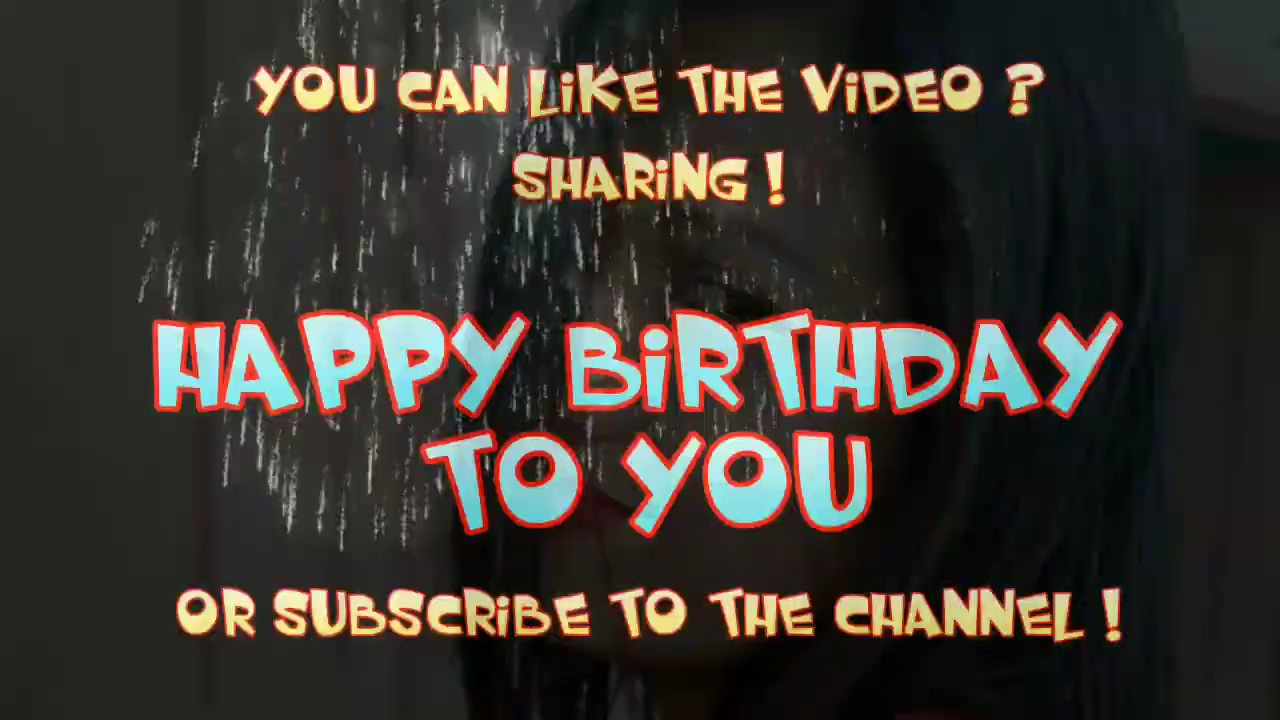 YOU CAN LiKE THE ViDEO ?
SHARiNG !
HAPPY BiRTHDAY
TO YOU
OR SUBSCRiBE TO THE CHANNEL !